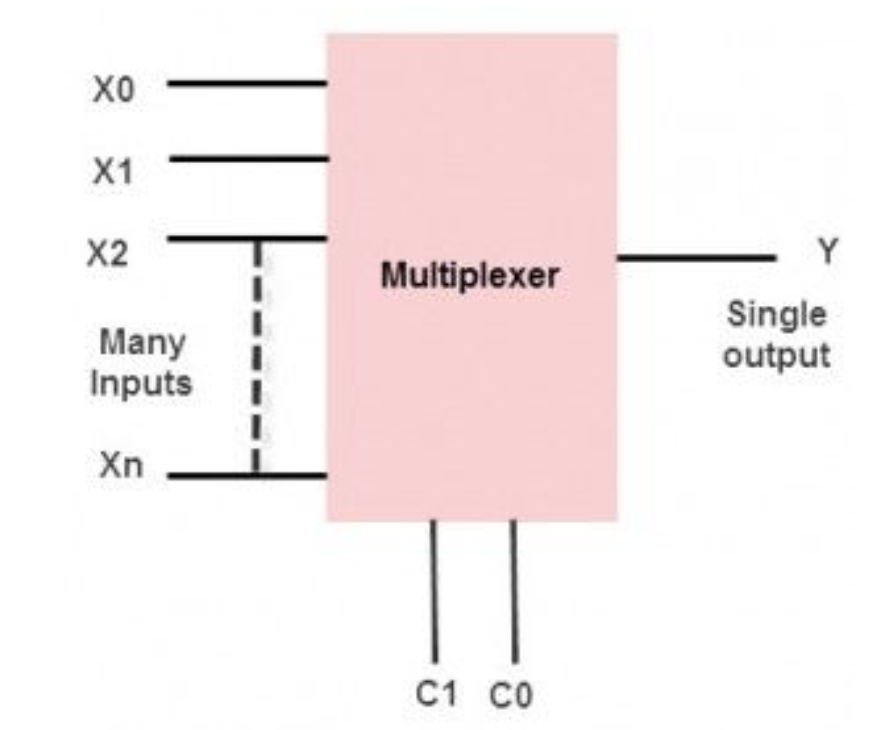 X0
X1
X2
Many
Inputs
Xn
Multiplexer
Y
Single
output
C1 C0